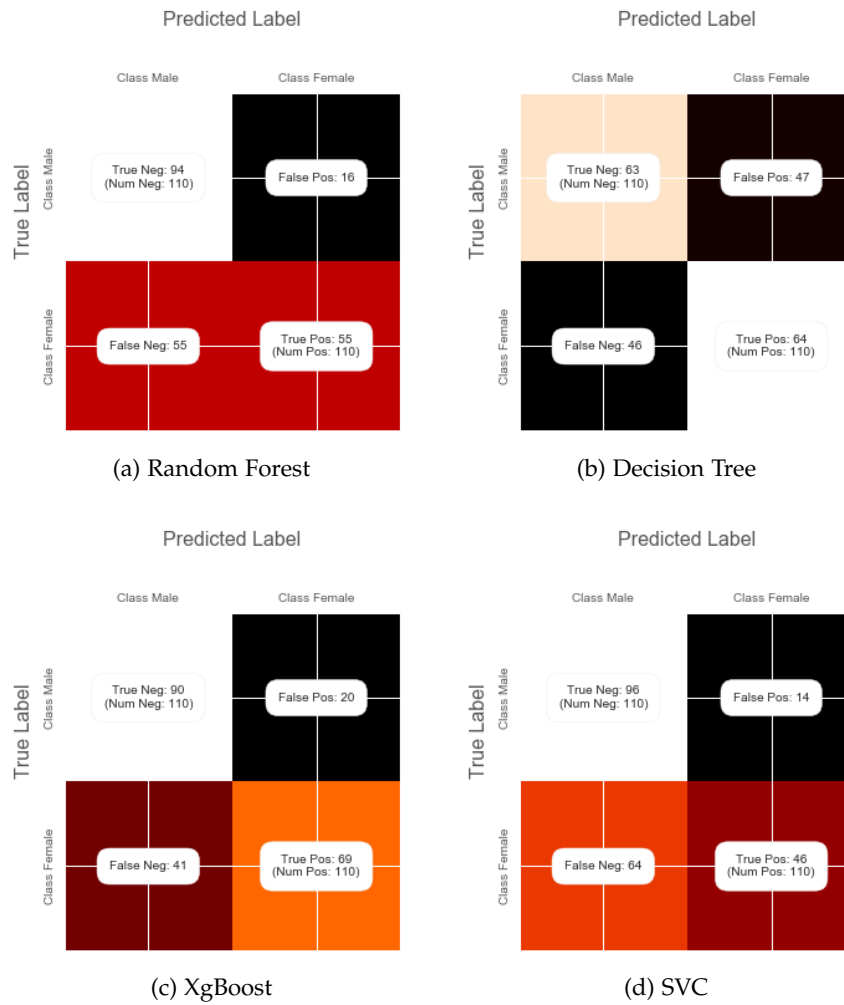 Predicted Label
Class Male
Class Female
True Label
Class Male
True Neg: 94
(Num Neg: 110)
False Pos: 16
Class Female
False Neg: 55
True Pos: 55
(Num Pos: 110)
(a) Random Forest
Predicted Label
Class Male
Class Female
True Label
Class Male
True Neg: 63
(Num Neg: 110)
False Pos: 47
Class Female
False Neg: 46
True Pos: 64
(Num Pos: 110)
(b) Decision Tree
Predicted Label
Class Male
Class Female
True Label
Class Male
True Neg: 90
(Num Neg: 110)
False Pos: 20
Class Female
False Neg: 41
True Pos: 69
(Num Pos: 110)
(c) XgBoost
Predicted Label
Class Male
Class Female
True Label
Class Male
True Neg: 96
(Num Neg: 110)
False Pos: 14
Class Female
False Neg: 64
True Pos: 46
(Num Pos: 110)
(d) SVC